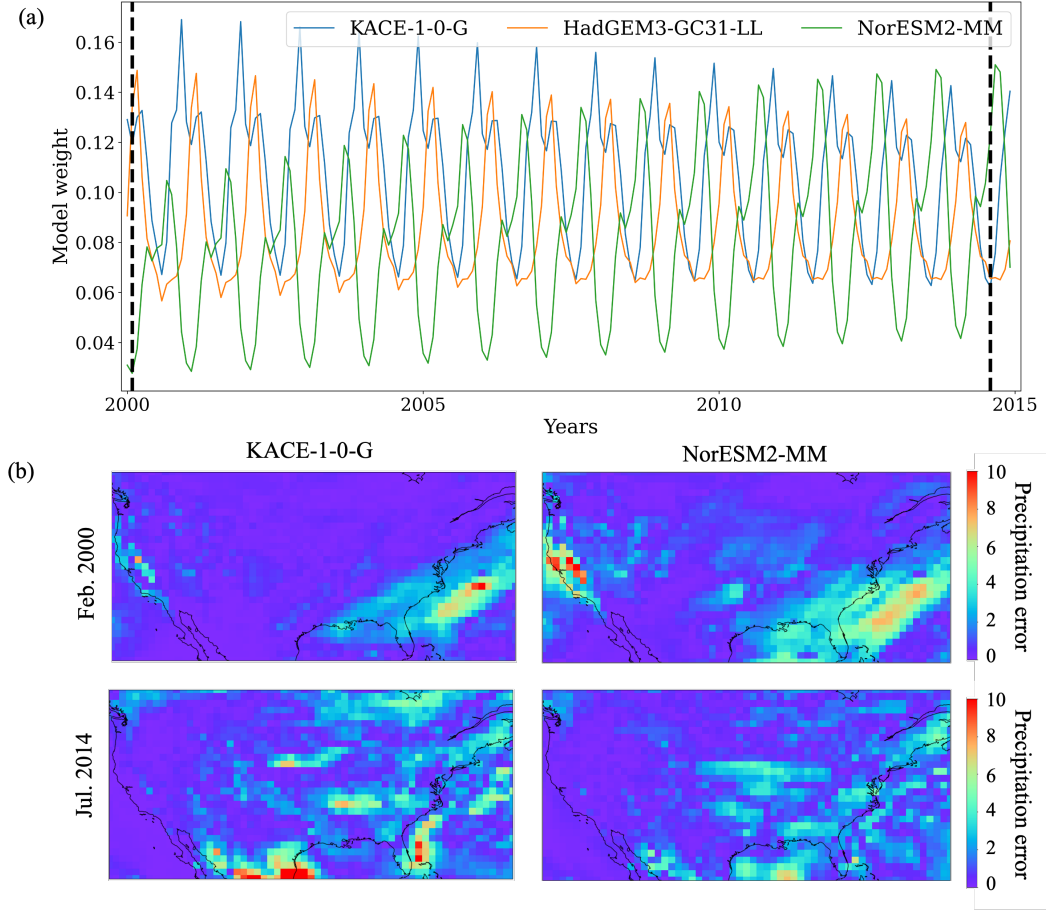 (a)
KACE-1-0-G HadGEM3-GC31-LL NorESM2-MM
0.16
0.14
0.12
0.10
0.08
0.06
0.04
Model weight
2000 2005 2010 2015
Years
(b)
KACE-1-0-G NorESM2-MM
Feb. 2000
10
8
6
4
2
0
Precipitation error
Jul. 2014
10
8
6
4
2
0
Precipitation error